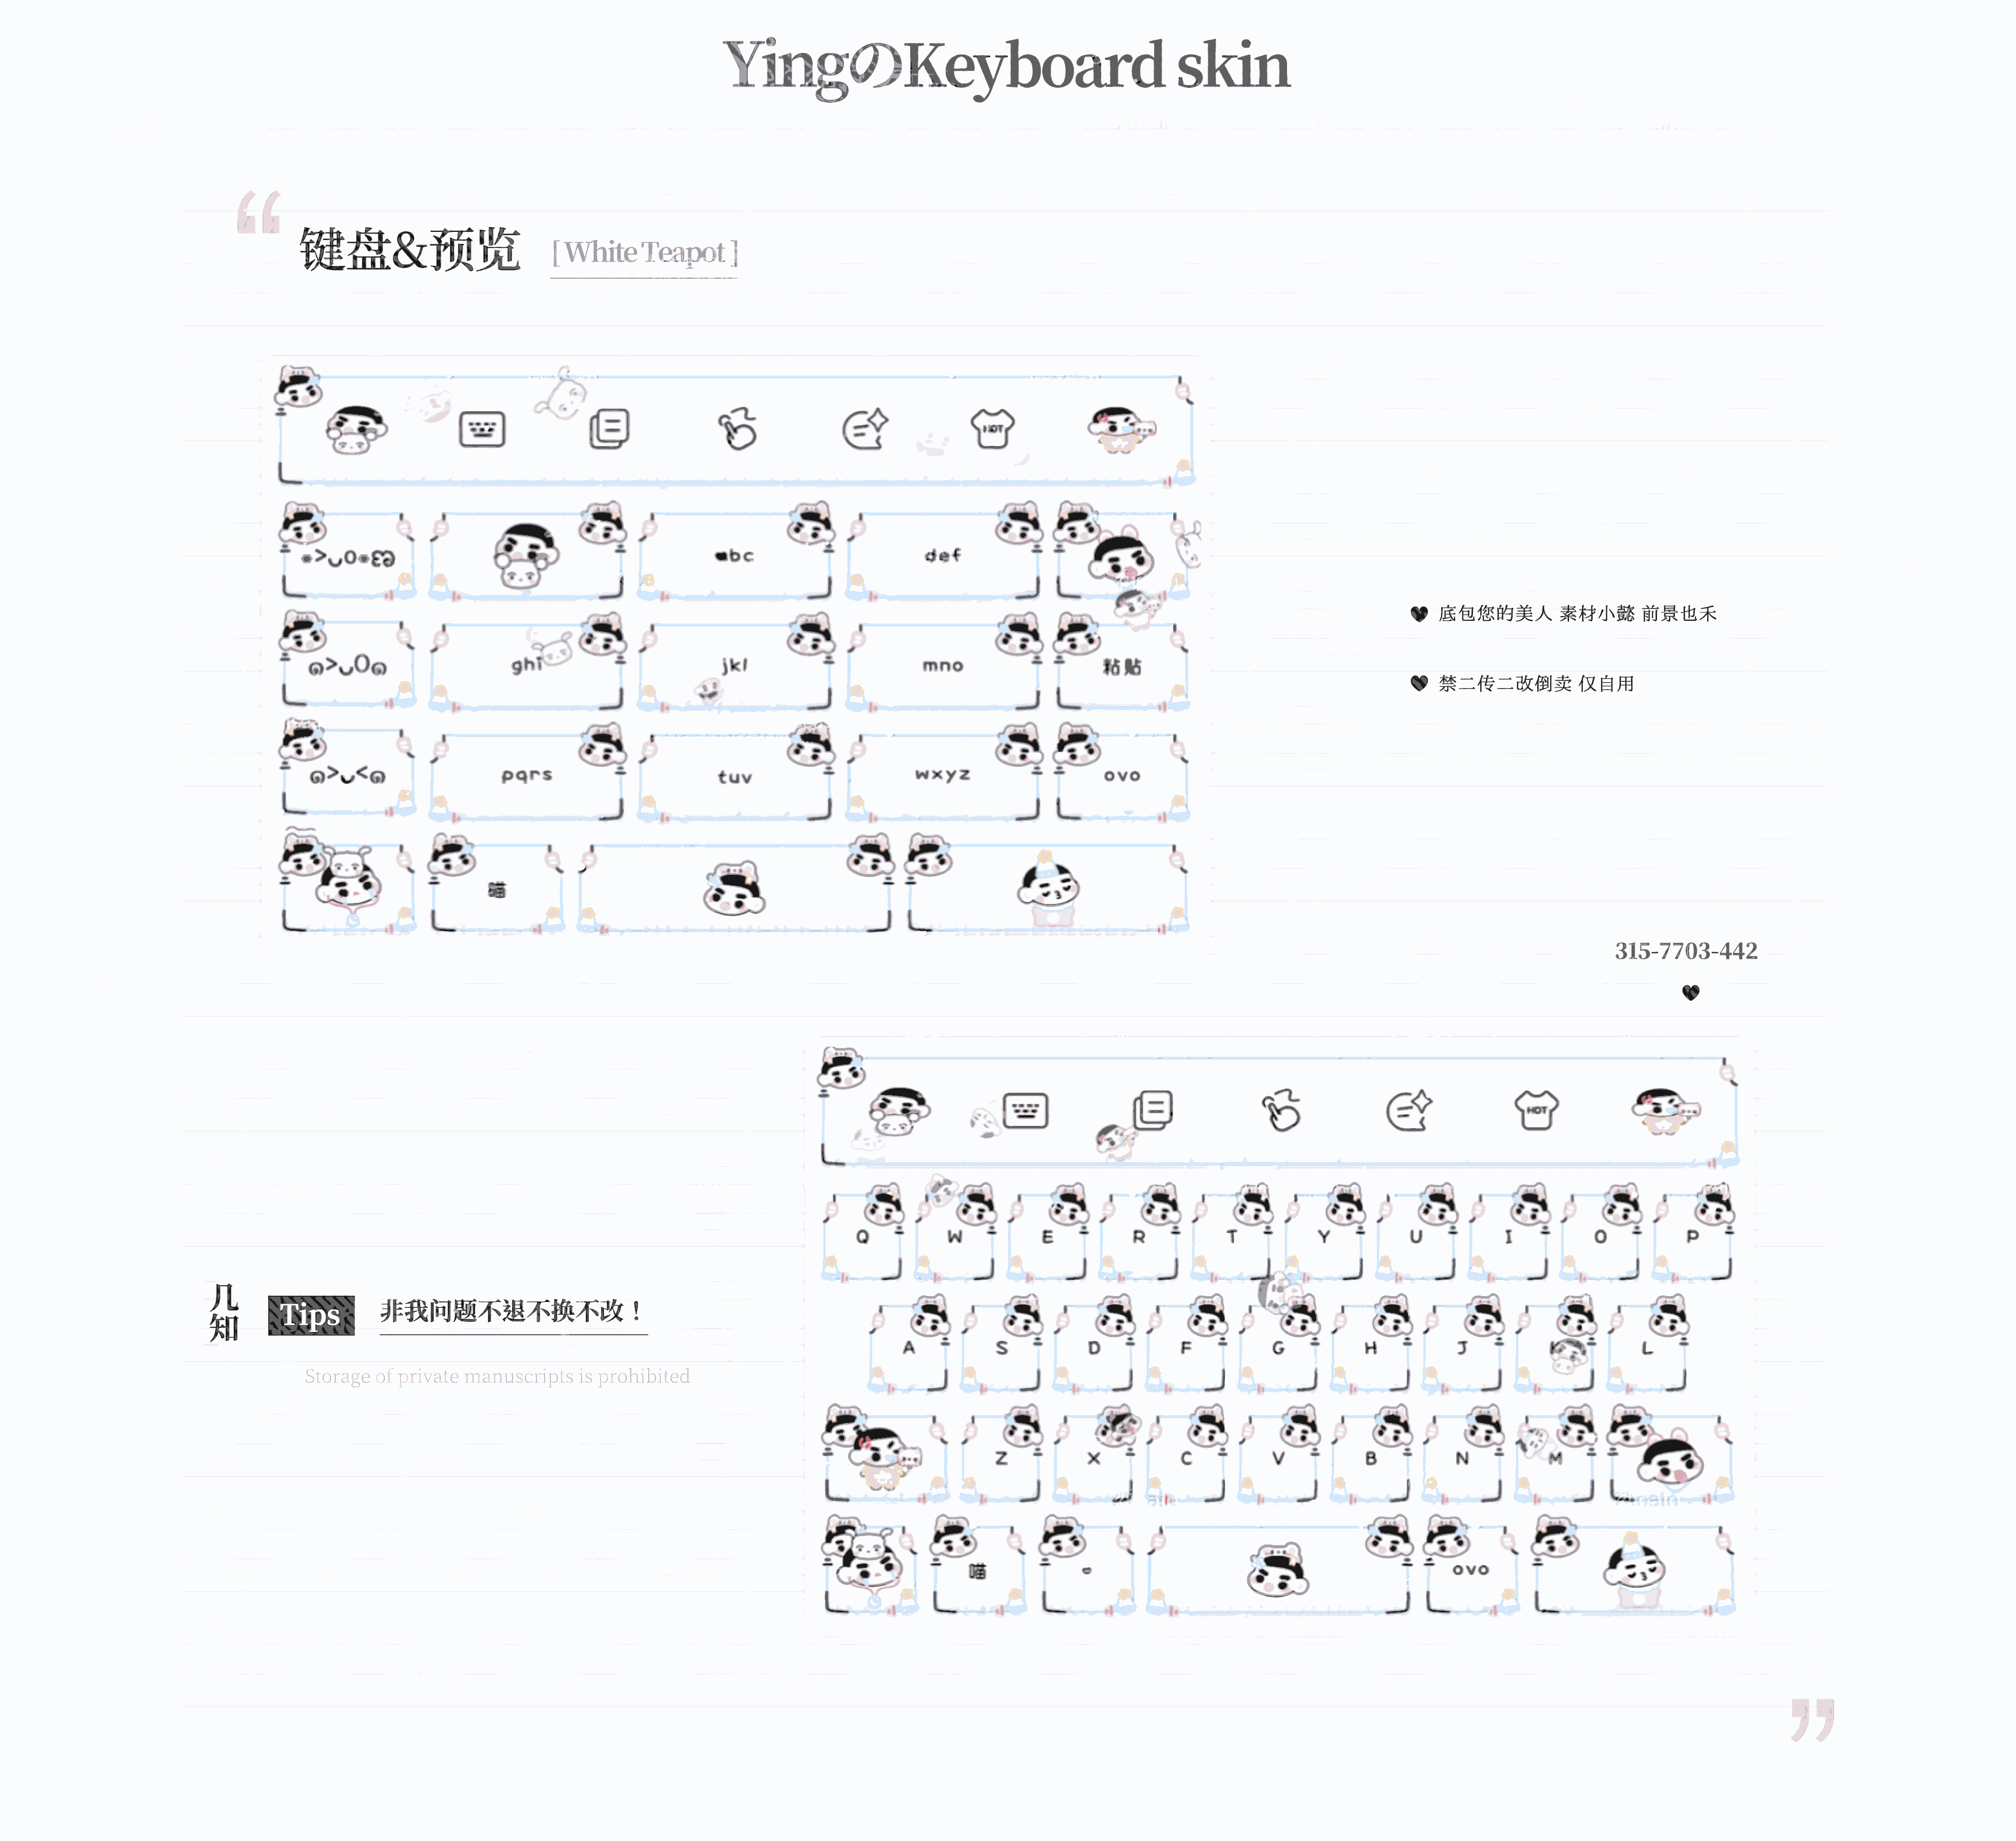 YingのKeyboard skin
键盘&预览 [ White Teapot ]
HOT
abc
def
ghi
jkl
mno
粘贴
pqrs
tuv
wxyz
ovo
喵
底包您的美人 素材小懿 前景也禾
禁二传二改倒卖 仅自用
315-7703-442
HOT
Q W E R T Y U I O P
A S D F G H J K L
Z X C V B N M
喵
ovo
几知
Tips
非我问题不退不换不改！
Storage of private manuscripts is prohibited